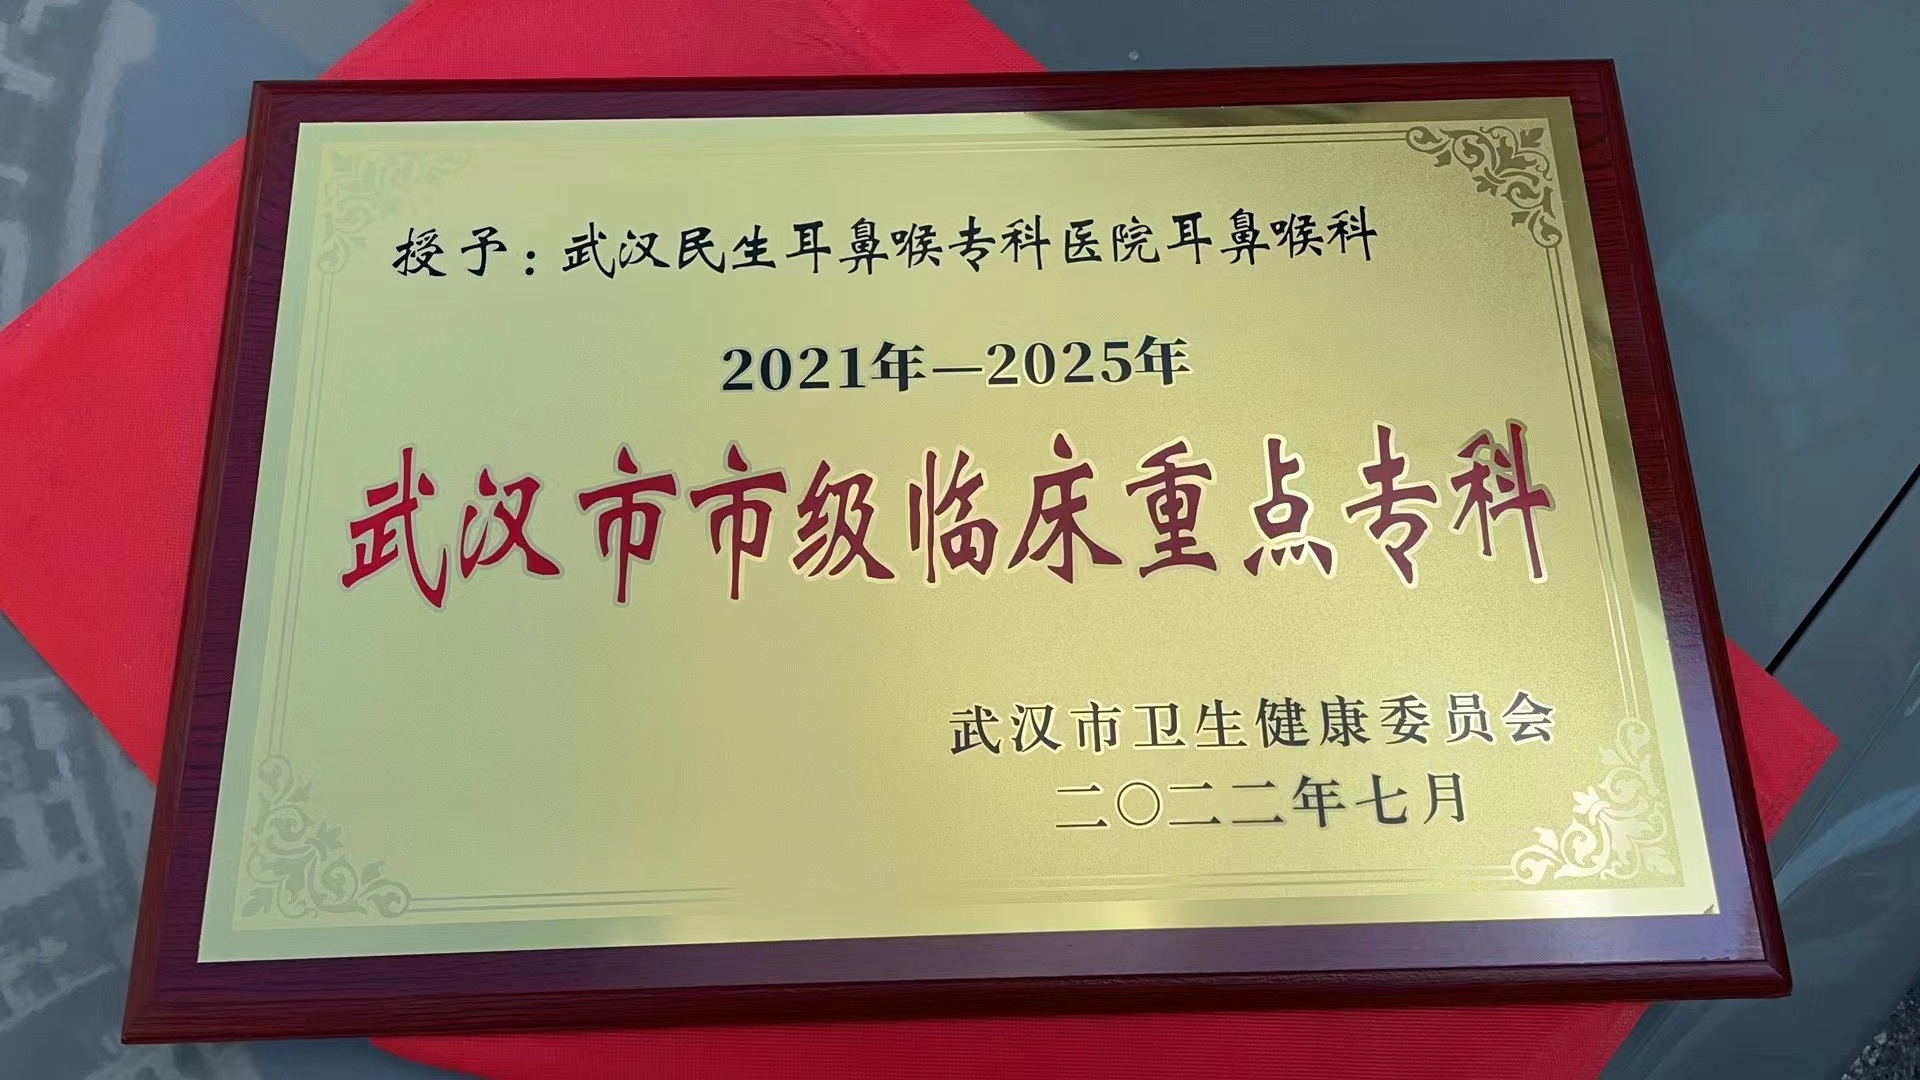 授予：武汉民生耳鼻喉专科医院耳鼻喉科
2021年—2025年
武汉市市级临床重点专科
武汉市卫生健康委员会
二〇二二年七月